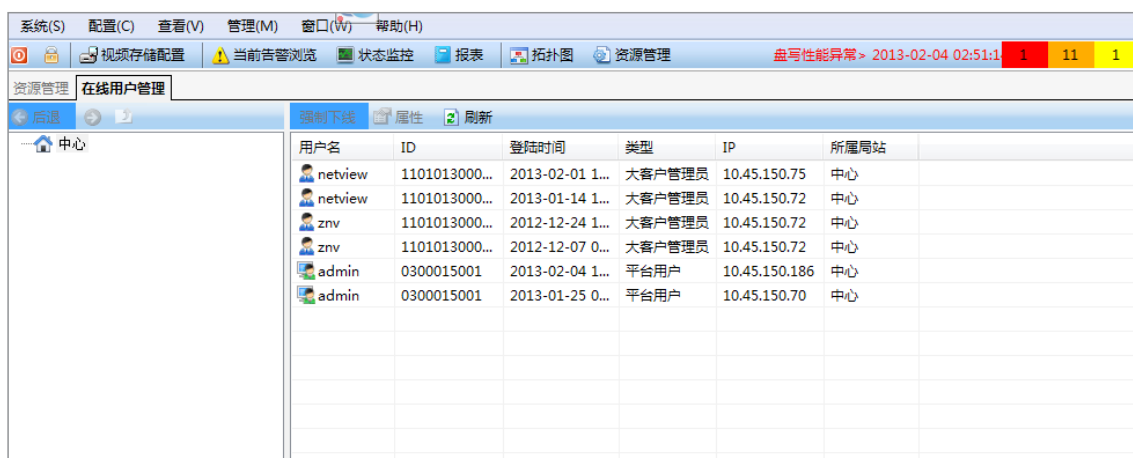 系统(S) 配置(C) 查看(V) 管理(M) 窗口(W) 帮助(H)
视频存储配置 当前告警浏览 状态监控 报表 拓扑图 资源管理 盘写性能异常> 2013-02-04 02:51:1 1 11 1
资源管理 在线用户管理
后退 强制下线 属性 刷新
中心
用户名 ID 登陆时间 类型 IP 所属局站
netview 1101013000... 2013-02-01 1... 大客户管理员 10.45.150.75 中心
netview 1101013000... 2013-01-14 1... 大客户管理员 10.45.150.72 中心
znv 1101013000... 2012-12-24 1... 大客户管理员 10.45.150.72 中心
znv 1101013000... 2012-12-07 0... 大客户管理员 10.45.150.72 中心
admin 0300015001 2013-02-04 1... 平台用户 10.45.150.186 中心
admin 0300015001 2013-01-25 0... 平台用户 10.45.150.70 中心